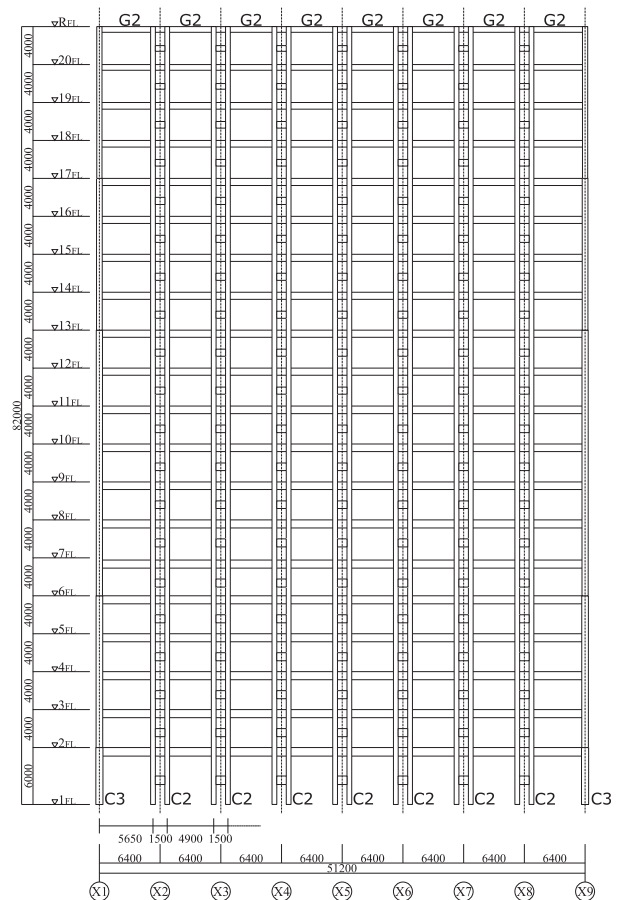 G2 G2 G2 G2 G2 G2 G2 G2
▽RFL
4000
▽20FL
4000
▽19FL
4000
▽18FL
4000
▽17FL
4000
▽16FL
4000
▽15FL
4000
▽14FL
4000
▽13FL
4000
▽12FL
4000
▽11FL
82000
4000
▽10FL
4000
▽9FL
4000
▽8FL
4000
▽7FL
4000
▽6FL
4000
▽5FL
4000
▽4FL
4000
▽3FL
4000
▽2FL
6000
▽1FL
C3 C2 C2 C2 C2 C2 C2 C2 C3
5650 1500 4900 1500
6400 6400 6400 6400 6400 6400 6400 6400
51200
X1 X2 X3 X4 X5 X6 X7 X8 X9